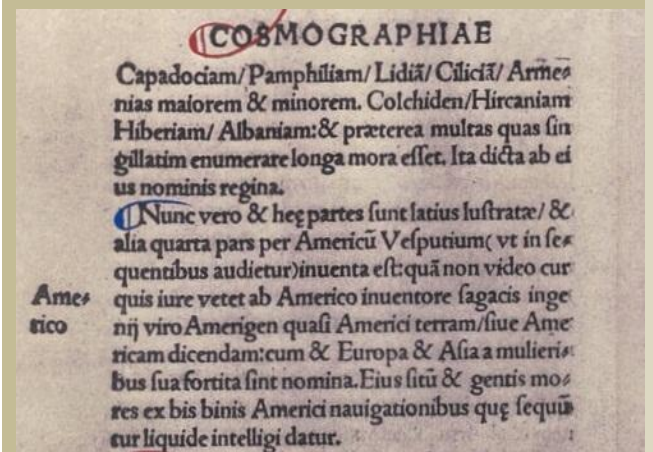 COSMOGRAPHIAE
Capadociam/Pamphiliam/Lidiã/Ciliciã/Arme⸗
nias maiorem & minorem. Colchiden/Hircaniam
Hiberiam/Albaniam:& præterea multas quas sin
gillatim enumerare longa mora esset. Ita dicta ab ei
us nominis regina.
Nunc vero & hęc partes sunt latius lustratæ/&
alia quarta pars per Americũ Vesputium( vt in se⸗
quentibus audietur)inuenta est:quã non video cur
Ame⸗
rico
quis iure vetet ab Americo inuentore sagacis inge
nij viro Amerigen quasi Americi terram/siue Ame
ricam dicendam:cum & Europa & Asia a mulieri⸗
bus sua sortita sint nomina.Eius sitũ & gentis mo⸗
res ex bis binis Americi nauigationibus quę sequũ
tur liquide intelligi datur.